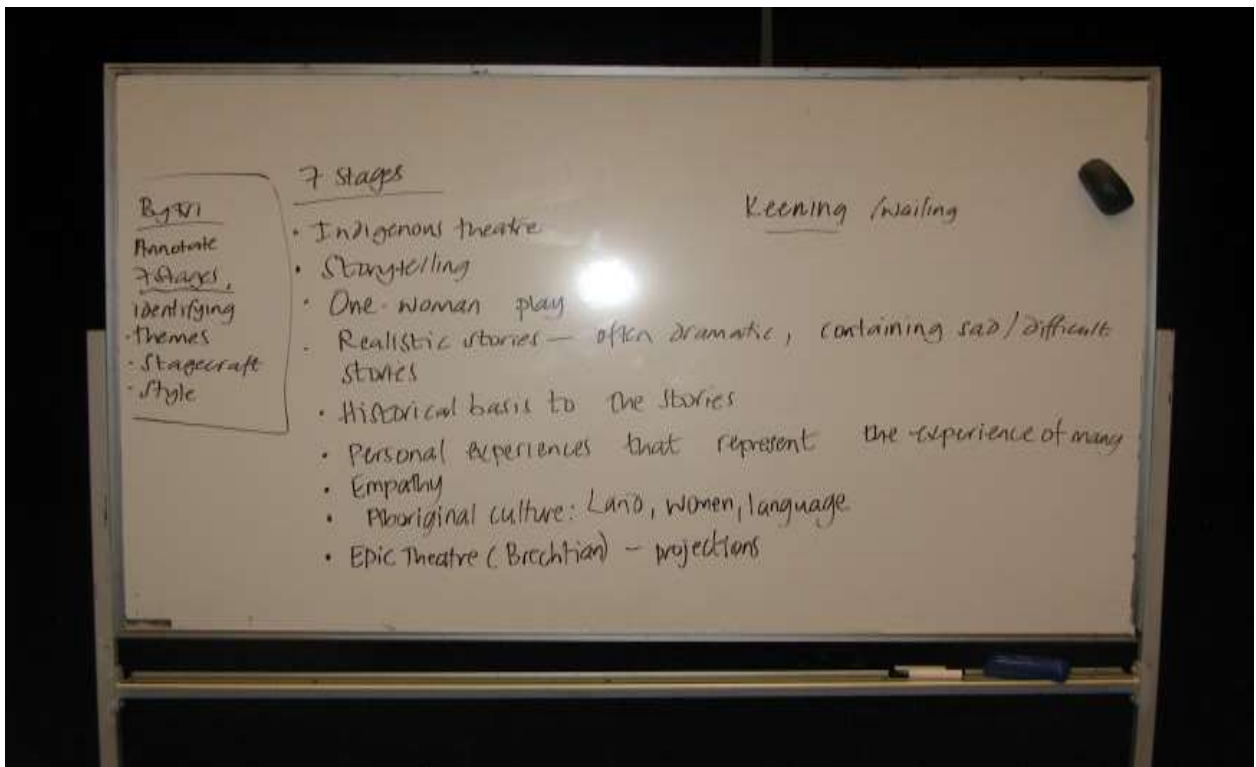 By Fri
Annotate
7 Stages,
identifying
• themes
• Stagecraft
• Style
7 Stages
• Indigenous theatre
• Storytelling
• One-woman play
• Realistic stories — often dramatic, containing sad/difficult
stories
• Historical basis to the stories
• Personal experiences that represent the experience of many
• Empathy
• Aboriginal culture: Land, women, language
• Epic Theatre (Brechtian) – projections
Keening /wailing